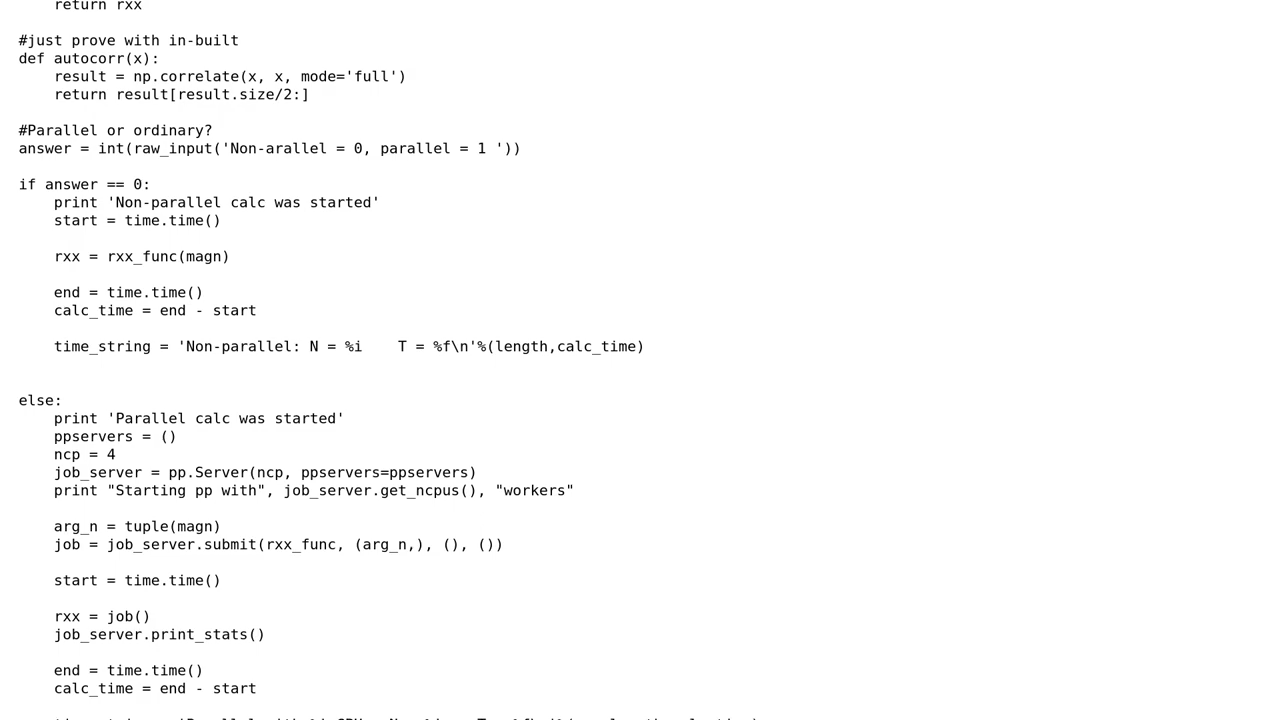 return rxx

#just prove with in-built
def autocorr(x):
    result = np.correlate(x, x, mode='full')
    return result[result.size/2:]

#Parallel or ordinary?
answer = int(raw_input('Non-arallel = 0, parallel = 1 '))

if answer == 0:
    print 'Non-parallel calc was started'
    start = time.time()

    rxx = rxx_func(magn)

    end = time.time()
    calc_time = end - start

    time_string = 'Non-parallel: N = %i    T = %f\n'%(length,calc_time)


else:
    print 'Parallel calc was started'
    ppservers = ()
    ncp = 4
    job_server = pp.Server(ncp, ppservers=ppservers)
    print "Starting pp with", job_server.get_ncpus(), "workers"

    arg_n = tuple(magn)
    job = job_server.submit(rxx_func, (arg_n,), (), ())

    start = time.time()

    rxx = job()
    job_server.print_stats()

    end = time.time()
    calc_time = end - start